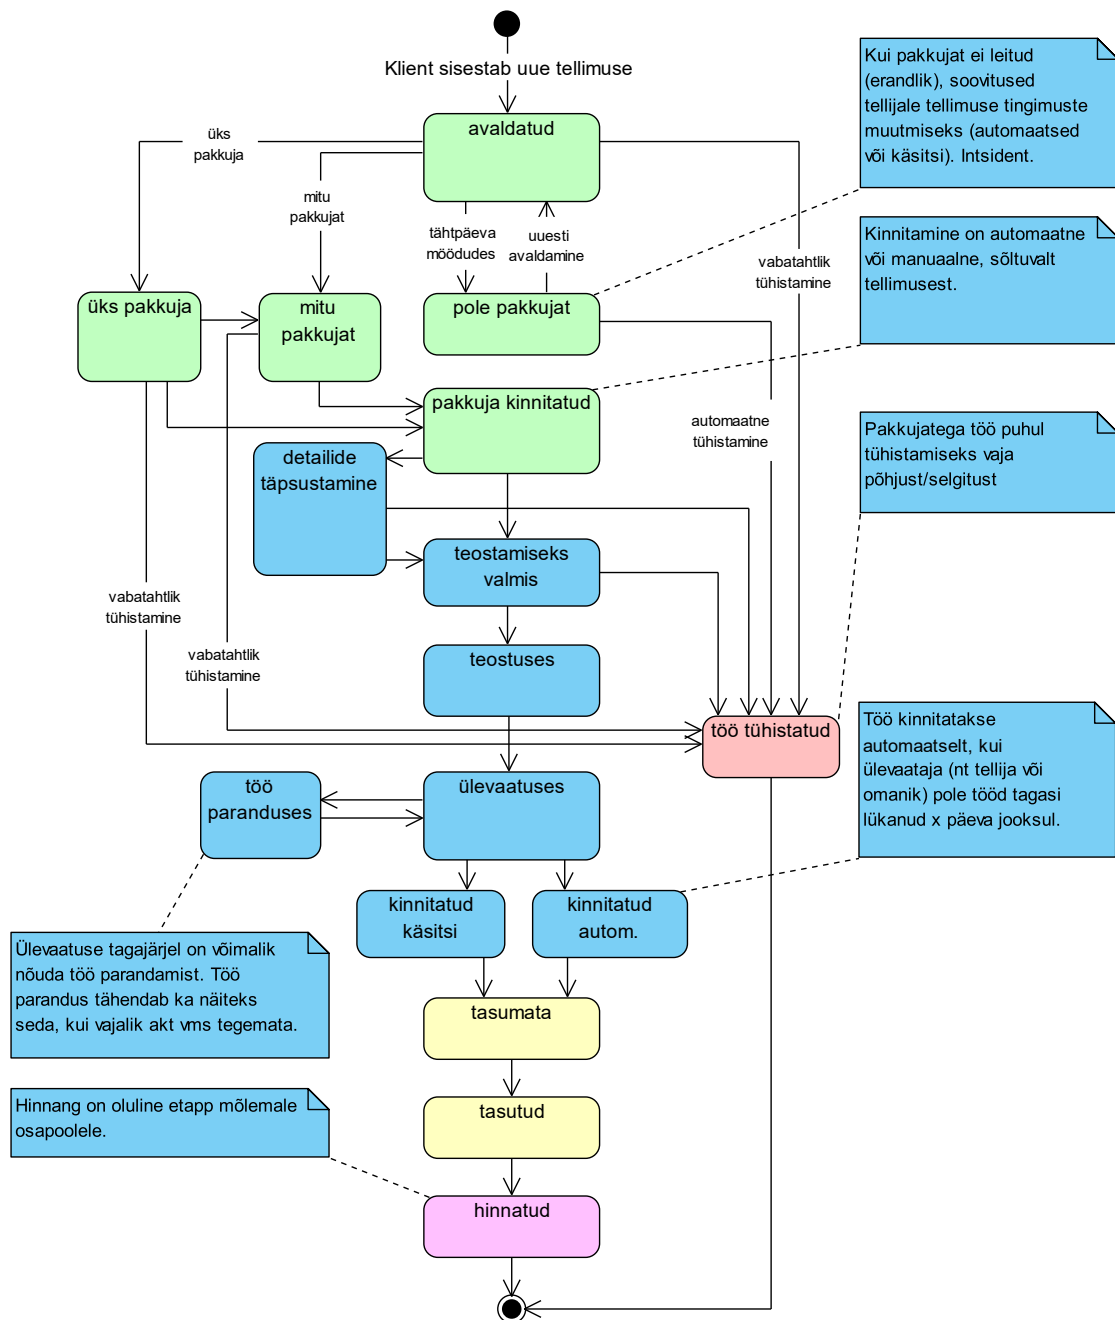 Klient sisestab uue tellimuse
Kui pakkujat ei leitud
(erandlik), soovitused
tellijale tellimuse tingimuste
muutmiseks (automaatsed
või käsitsi). Intsident.
avaldatud
üks
pakkuja
mitu
pakkujat
tähtpäeva
möödudes
uuesti
avaldamine
vabatahtlik
tühistamine
Kinnitamine on automaatne
või manuaalne, sõltuvalt
tellimusest.
üks pakkuja
mitu
pakkujat
pole pakkujat
pakkuja kinnitatud
automaatne
tühistamine
Pakkujatega töö puhul
tühistamiseks vaja
põhjust/selgitust
detailide
täpsustamine
teostamiseks
valmis
vabatahtlik
tühistamine
vabatahtlik
tühistamine
teostuses
töö tühistatud
Töö kinnitatakse
automaatselt, kui
ülevaataja (nt tellija või
omanik) pole tööd tagasi
lükanud x päeva jooksul.
töö
paranduses
ülevaatuses
kinnitatud
käsitsi
kinnitatud
autom.
Ülevaatuse tagajärjel on võimalik
nõuda töö parandamist. Töö
parandus tähendab ka näiteks
seda, kui vajalik akt vms tegemata.
tasumata
Hinnang on oluline etapp mõlemale
osapoolele.
tasutud
hinnatud